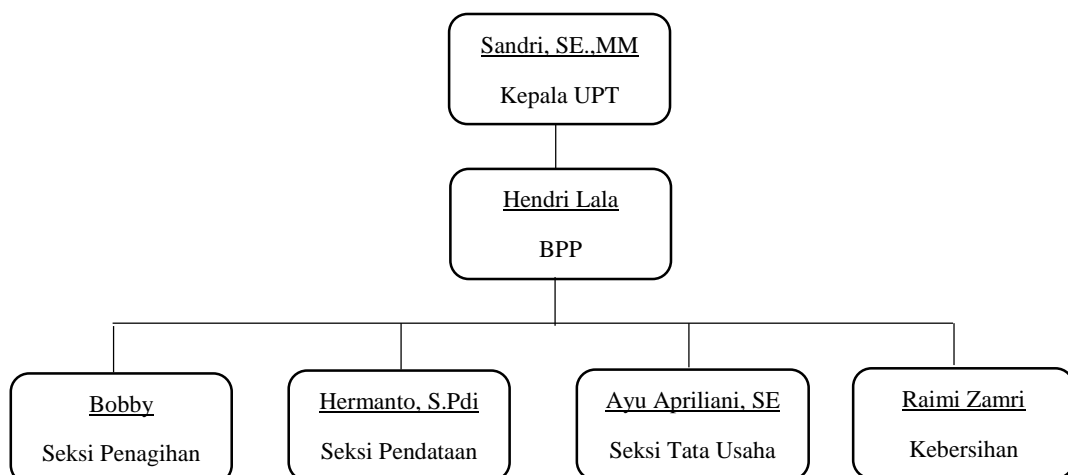 Sandri, SE.,MM
Kepala UPT
Hendri Lala
BPP
Bobby
Seksi Penagihan
Hermanto, S.Pdi
Seksi Pendataan
Ayu Apriliani, SE
Seksi Tata Usaha
Raimi Zamri
Kebersihan